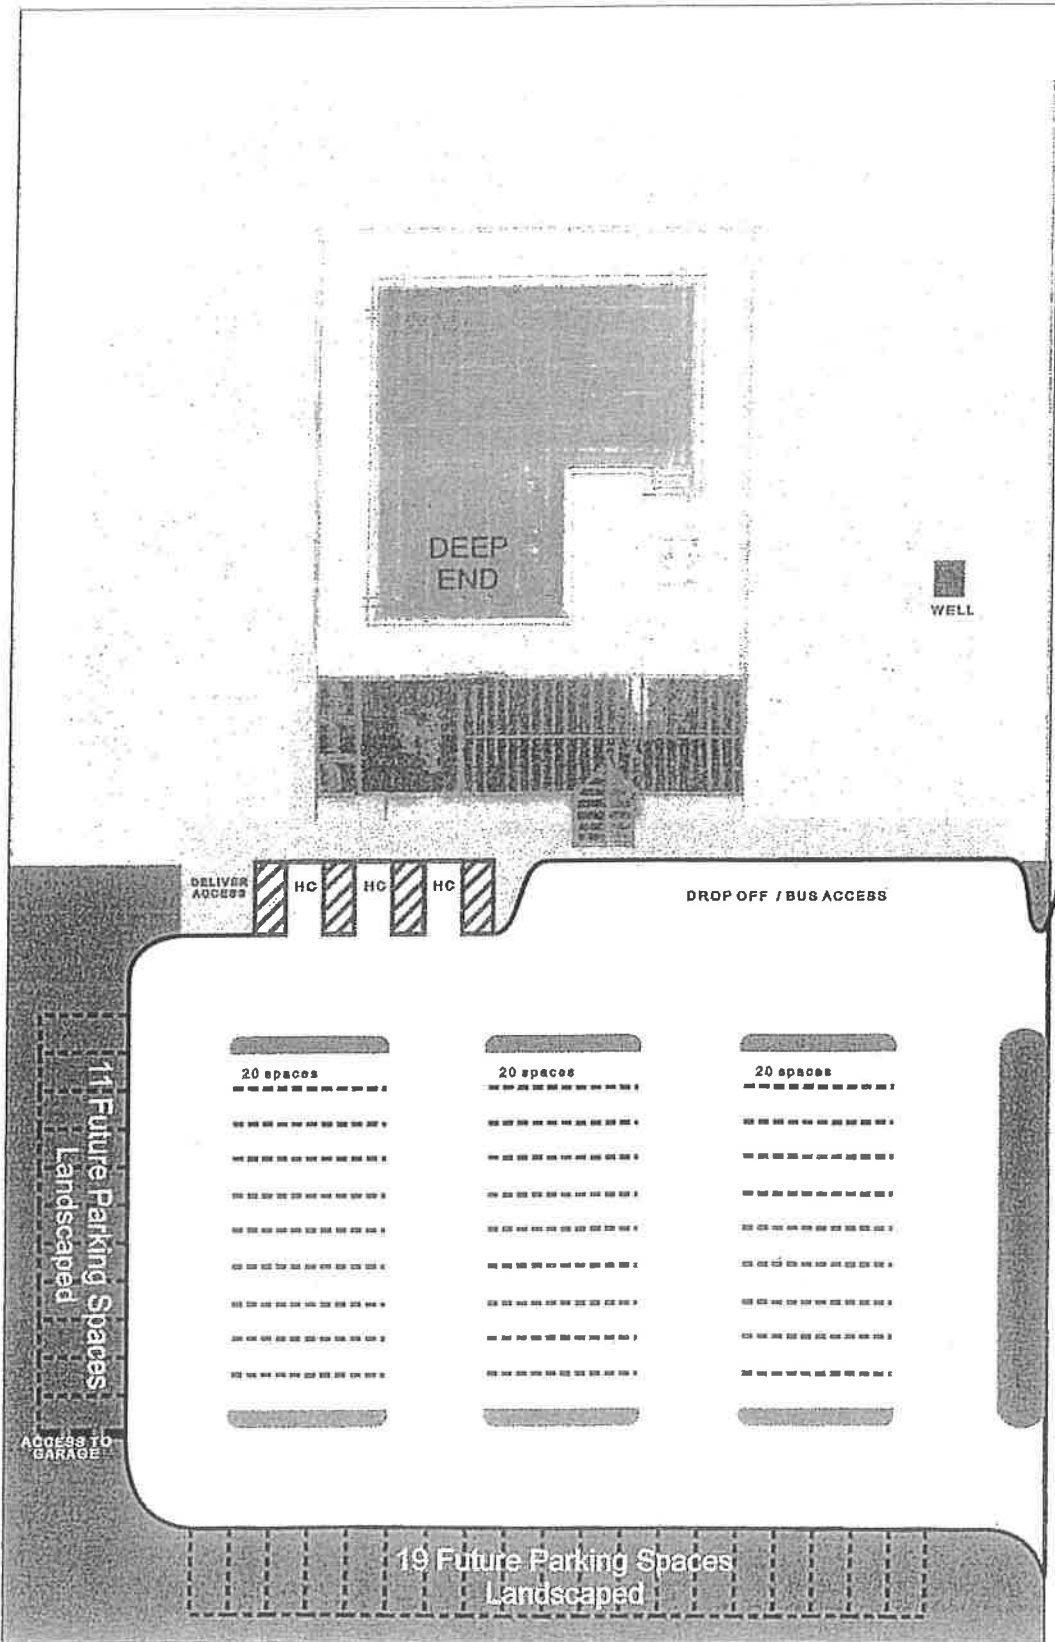 DEEP
END
WELL
DELIVER
ACCESS
HC
HC
HC
DROP OFF / BUS ACCESS
20 spaces
20 spaces
20 spaces
11 Future Parking Spaces
Landscaped
ACCESS TO
GARAGE
19 Future Parking Spaces
Landscaped